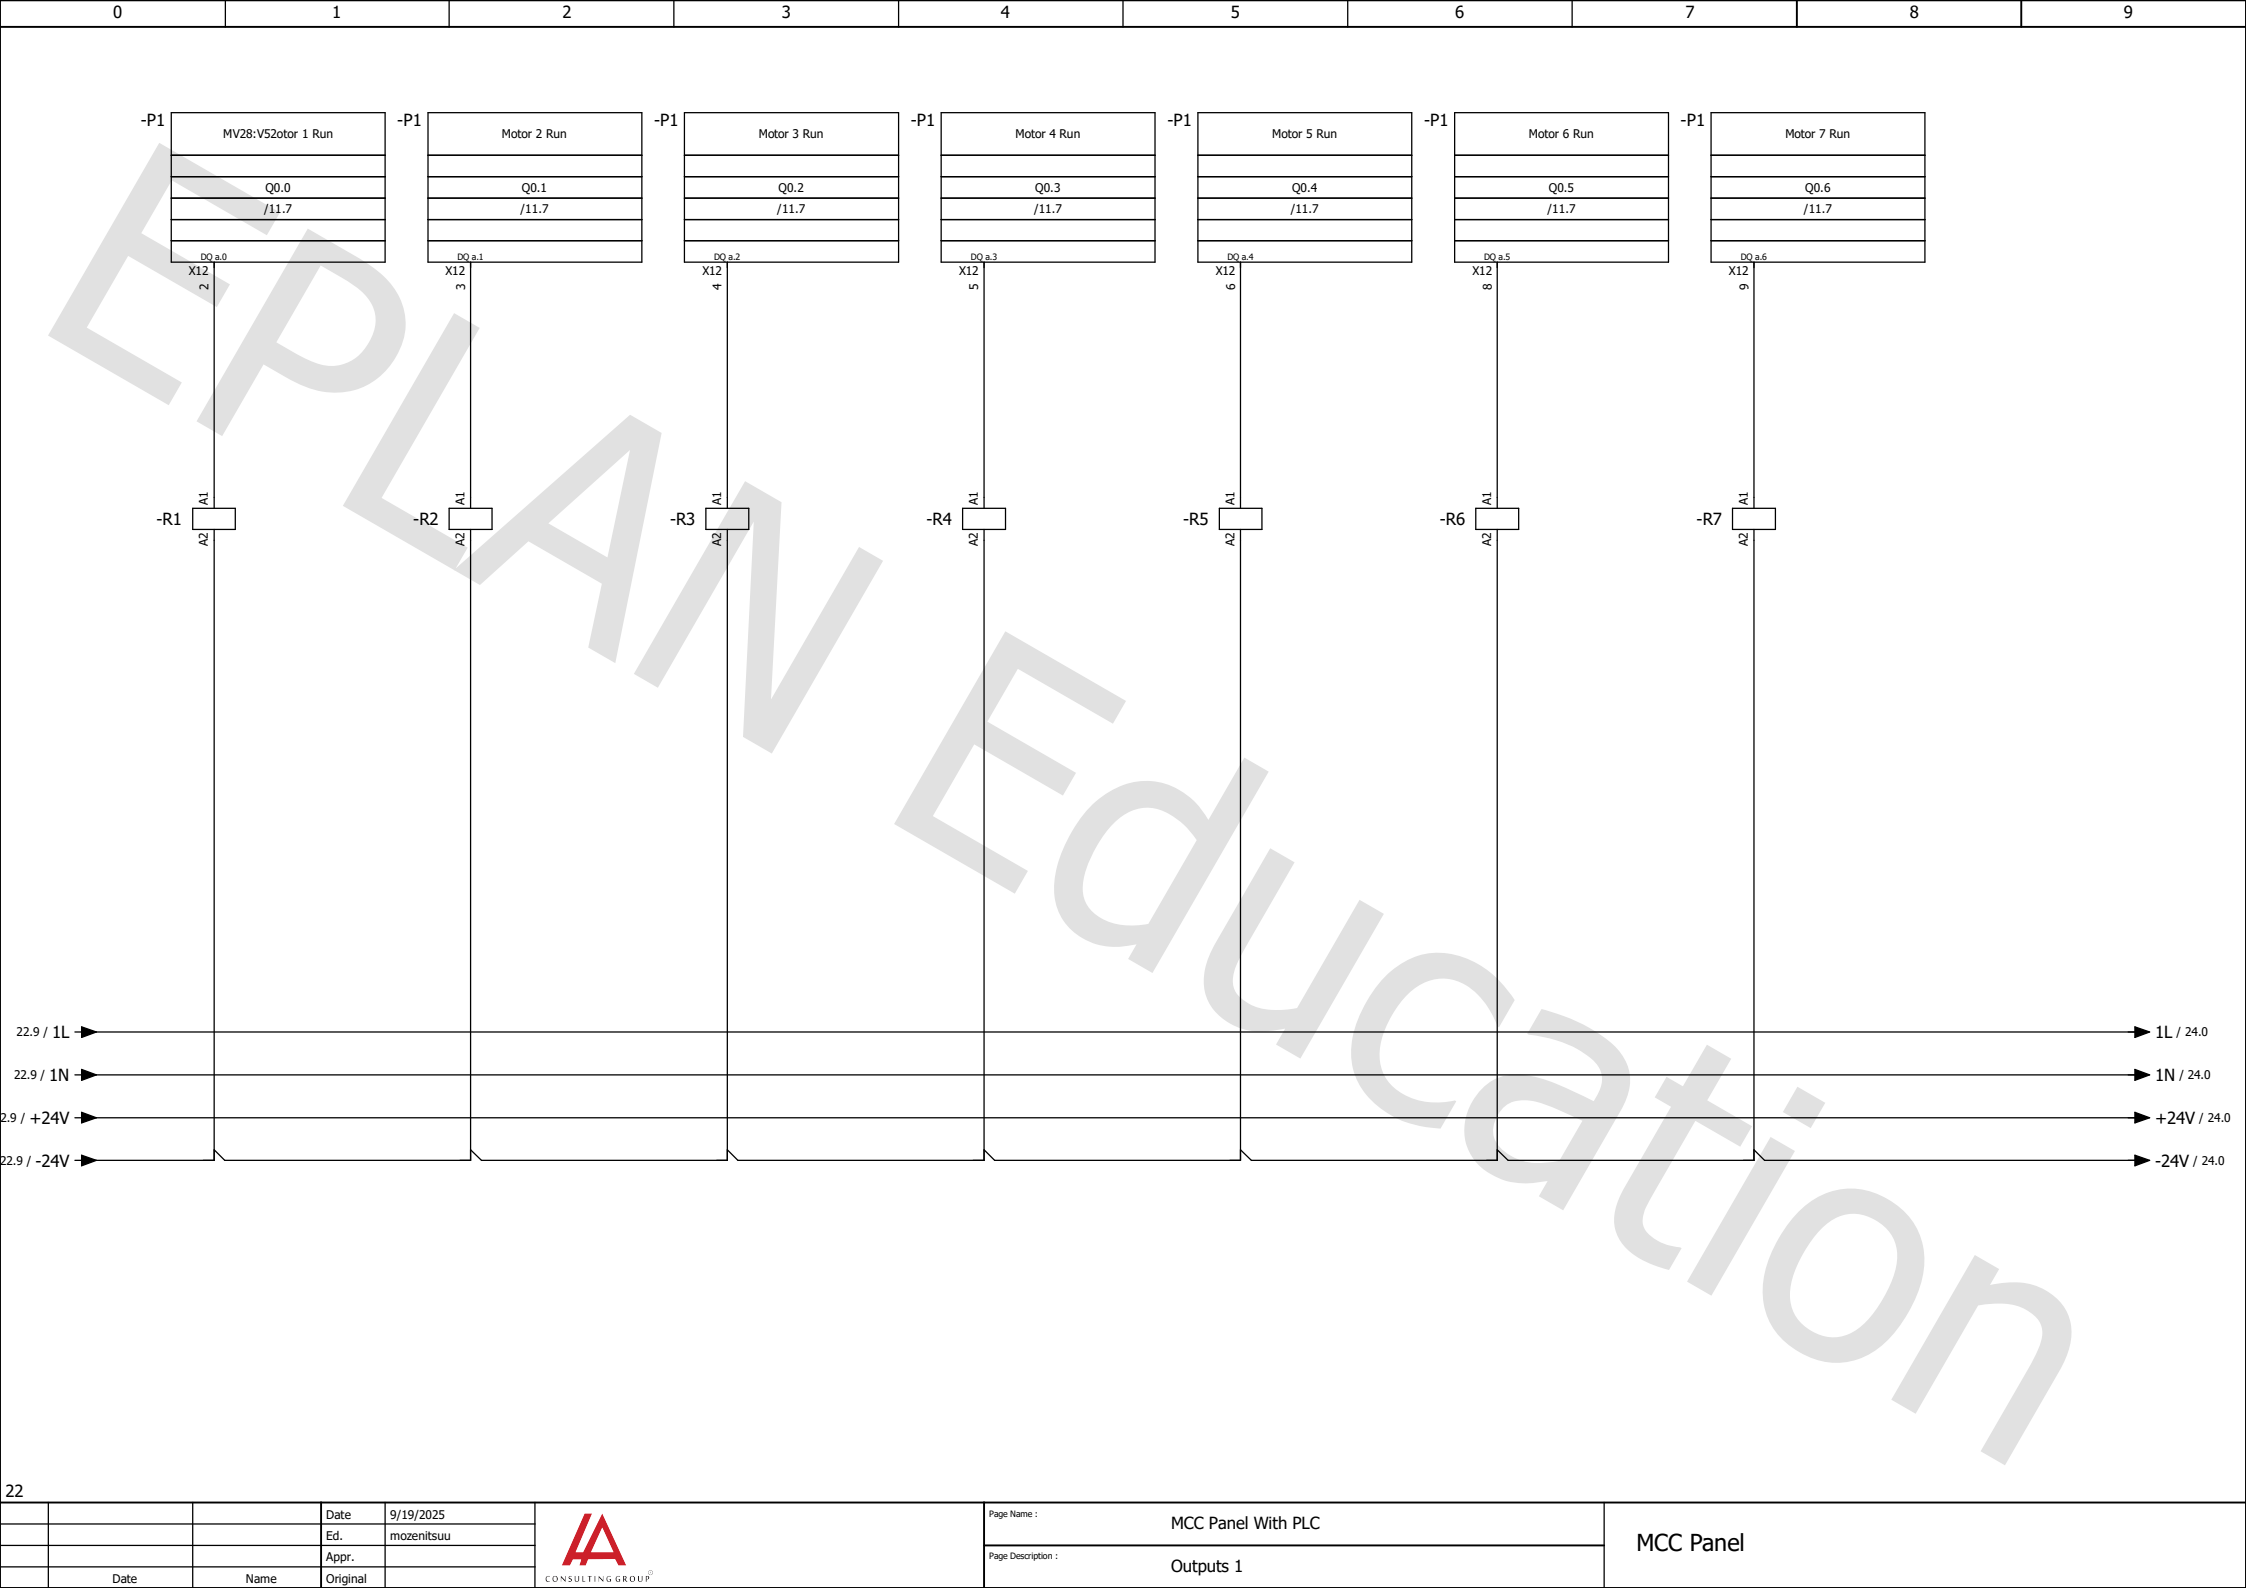 0 1 2 3 4 5 6 7 8 9
-P1 MV28:V52otor 1 Run -P1 Motor 2 Run -P1 Motor 3 Run -P1 Motor 4 Run -P1 Motor 5 Run -P1 Motor 6 Run -P1 Motor 7 Run
Q0.0 Q0.1 Q0.2 Q0.3 Q0.4 Q0.5 Q0.6
/11.7 /11.7 /11.7 /11.7 /11.7 /11.7 /11.7
DQ a.0 DQ a.1 DQ a.2 DQ a.3 DQ a.4 DQ a.5 DQ a.6
X12 X12 X12 X12 X12 X12 X12
2 3 4 5 6 8 9
A1 A1 A1 A1 A1 A1 A1
-R1 -R2 -R3 -R4 -R5 -R6 -R7
A2 A2 A2 A2 A2 A2 A2
EPLAN Education
22.9 / 1L 1L / 24.0
22.9 / 1N 1N / 24.0
2.9 / +24V +24V / 24.0
22.9 / -24V -24V / 24.0
22
Date 9/19/2025
Ed. mozenitsuu
Appr.
Date Name Original
CONSULTING GROUP
Page Name : MCC Panel With PLC
Page Description : Outputs 1
MCC Panel